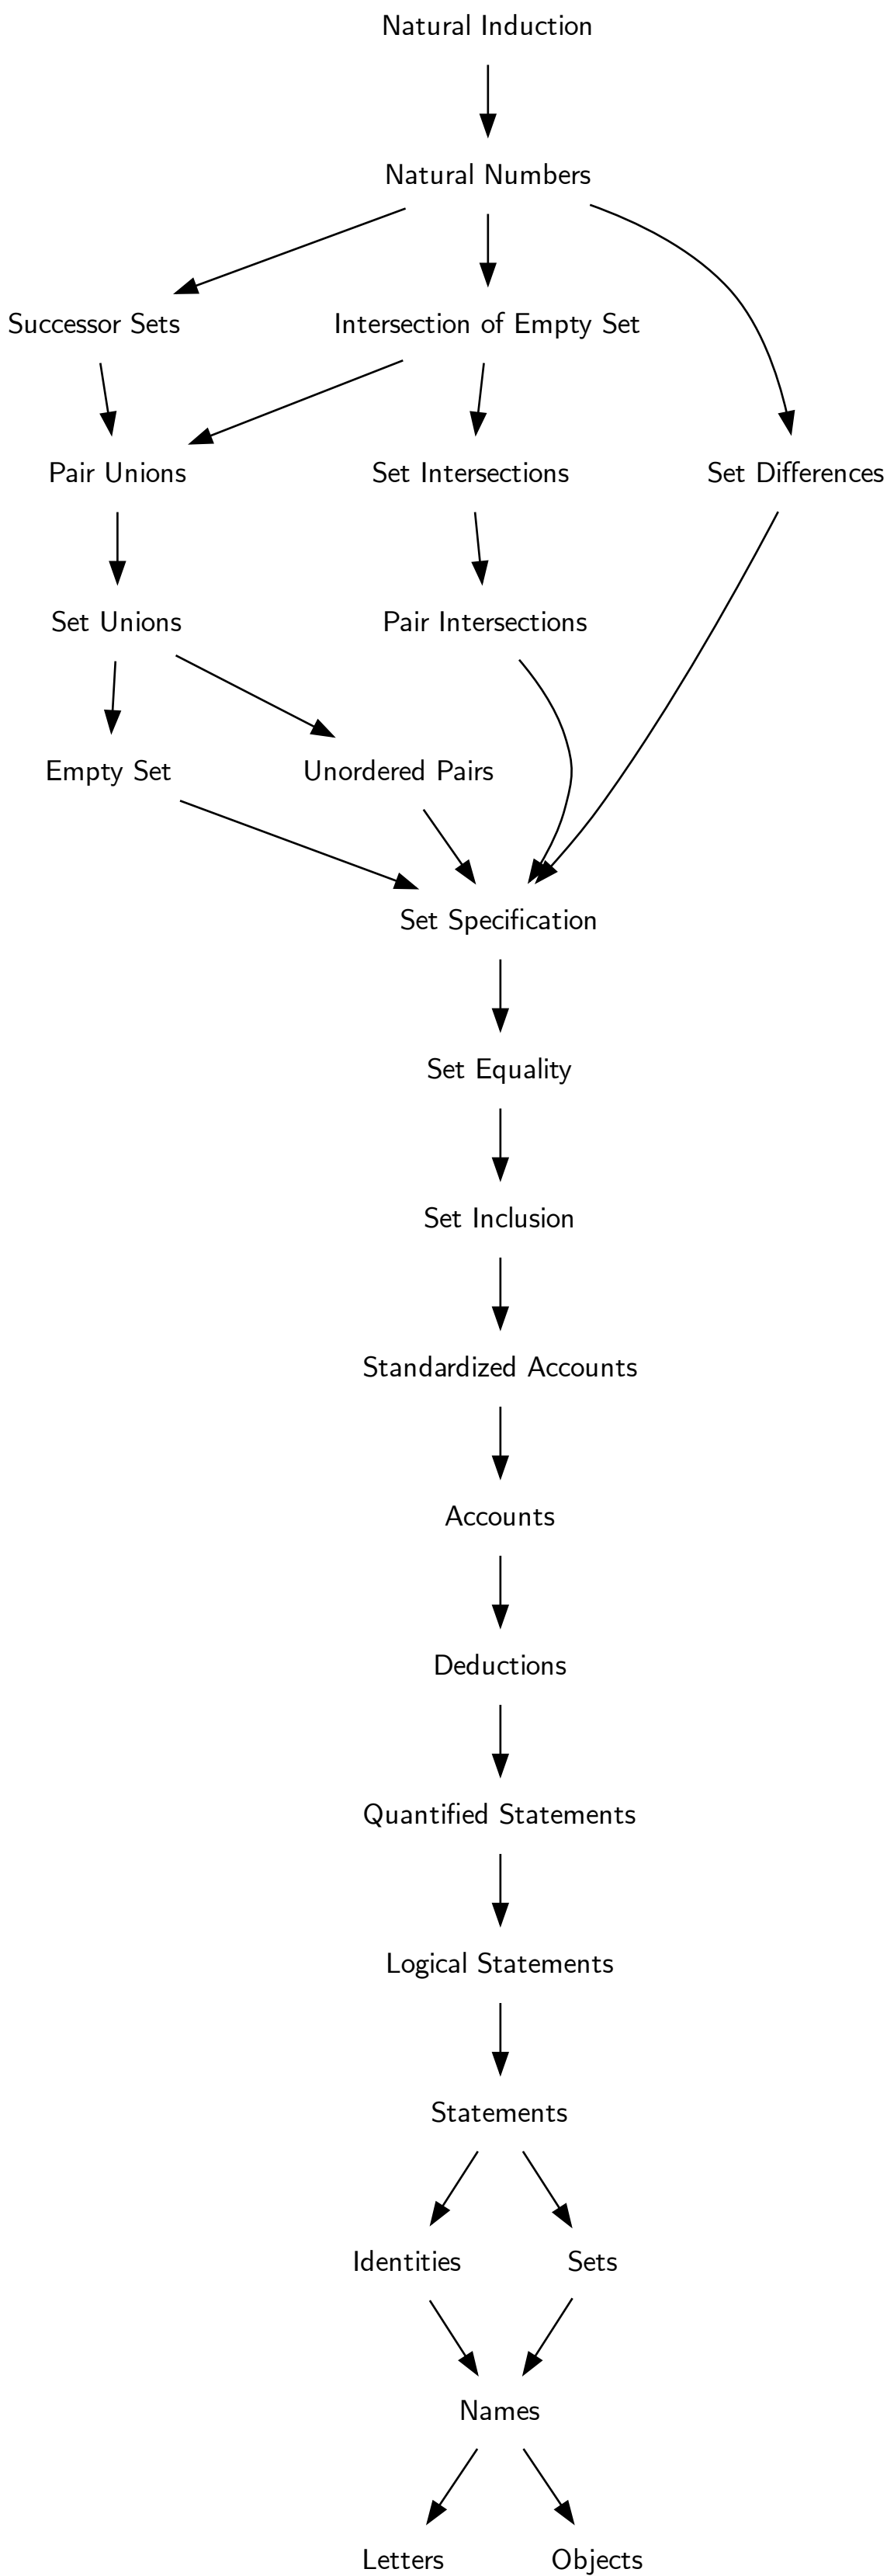 Natural Induction
Natural Numbers
Successor Sets
Intersection of Empty Set
Pair Unions
Set Intersections
Set Differences
Set Unions
Pair Intersections
Empty Set
Unordered Pairs
Set Specification
Set Equality
Set Inclusion
Standardized Accounts
Accounts
Deductions
Quantified Statements
Logical Statements
Statements
Identities
Sets
Names
Letters
Objects